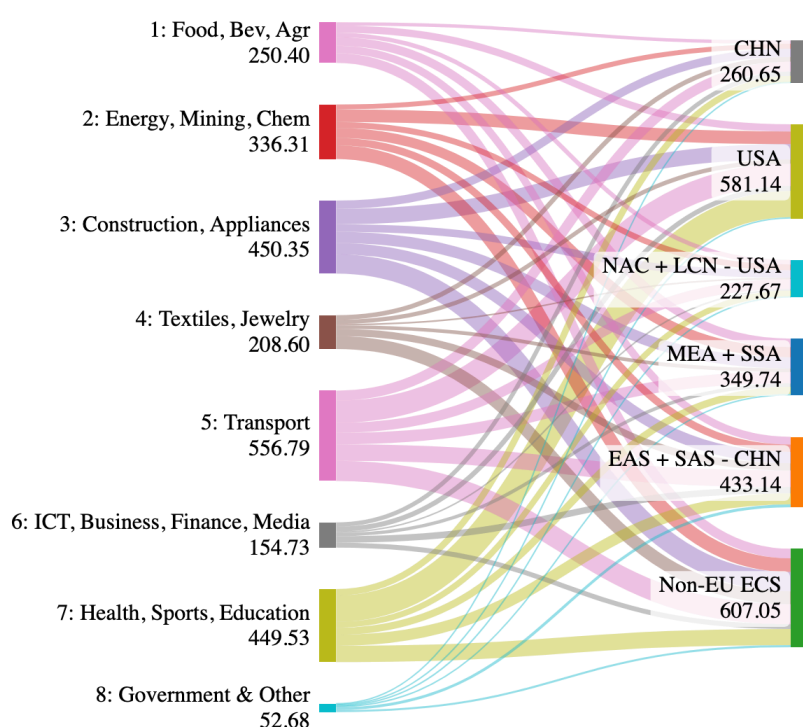 1: Food, Bev, Agr
250.40
2: Energy, Mining, Chem
336.31
3: Construction, Appliances
450.35
4: Textiles, Jewelry
208.60
5: Transport
556.79
6: ICT, Business, Finance, Media
154.73
7: Health, Sports, Education
449.53
8: Government & Other
52.68
CHN
260.65
USA
581.14
NAC + LCN - USA
227.67
MEA + SSA
349.74
EAS + SAS - CHN
433.14
Non-EU ECS
607.05